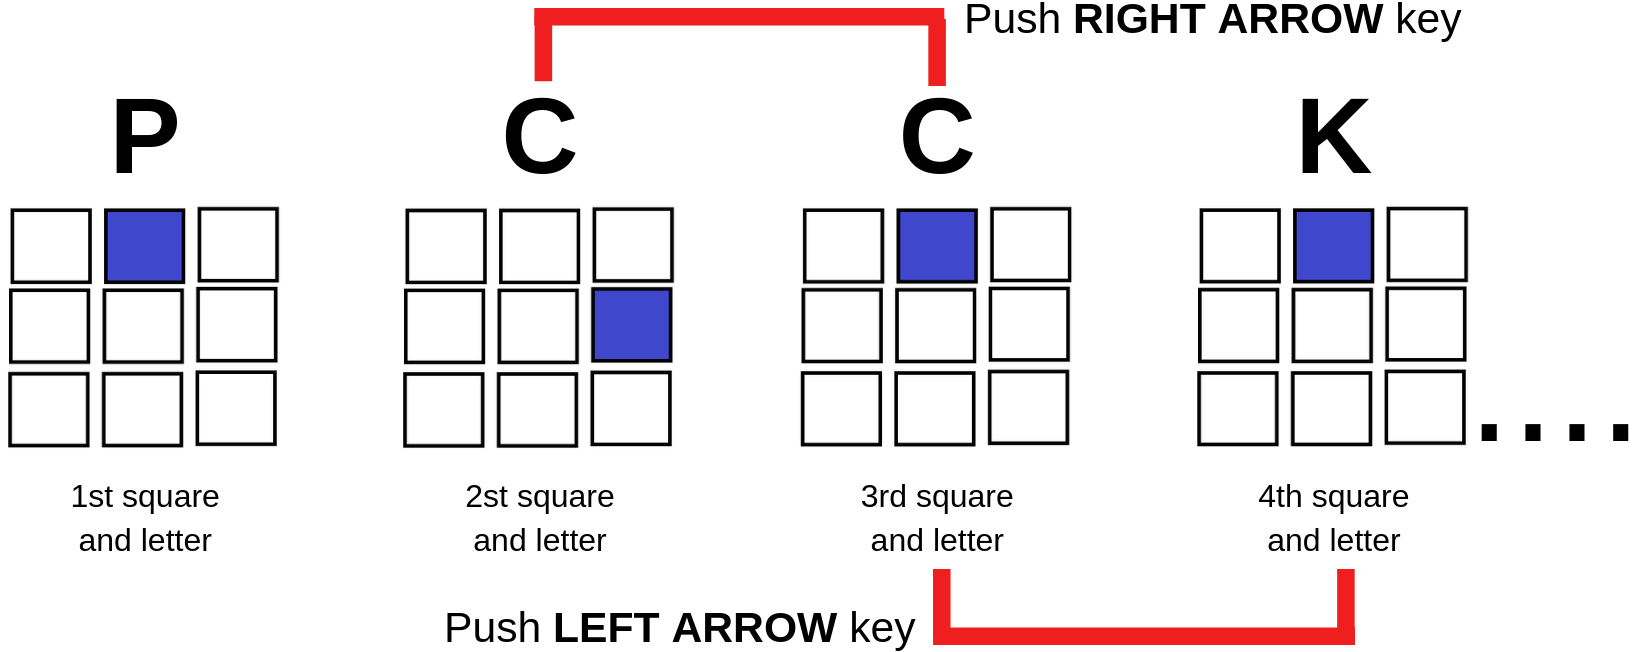 Push RIGHT ARROW key
P C C K
. . . .
1st square and letter
2st square and letter
3rd square and letter
4th square and letter
Push LEFT ARROW key